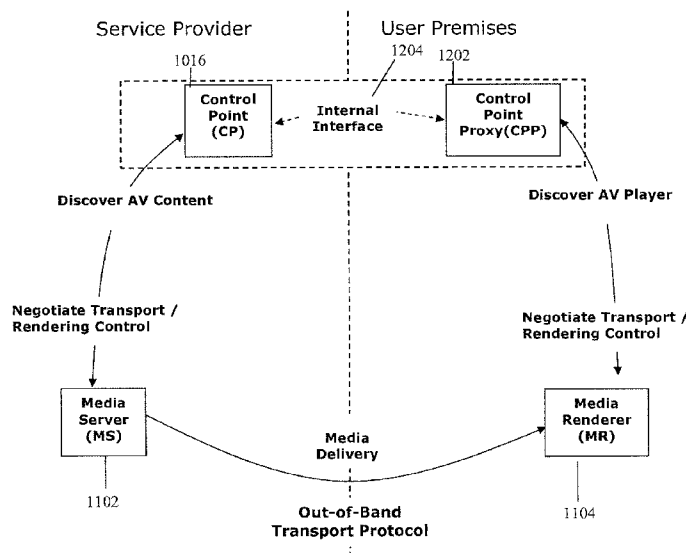 Service Provider
User Premises
1016
1204
1202
Control
Point
(CP)
Internal
Interface
Control
Point
Proxy(CPP)
Discover AV Content
Discover AV Player
Negotiate Transport /
Rendering Control
Negotiate Transport /
Rendering Control
Media
Server
(MS)
Media
Renderer
(MR)
Media
Delivery
1102
1104
Out-of-Band
Transport Protocol